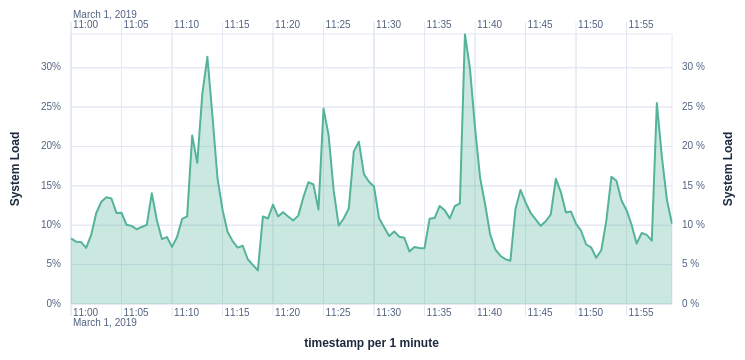 March 1, 2019
11:00 11:05 11:10 11:15 11:20 11:25 11:30 11:35 11:40 11:45 11:50 11:55
30% 30 %
25% 25 %
20% 20 %
15% 15 %
10% 10 %
5% 5 %
0% 0 %
System Load
System Load
11:00 11:05 11:10 11:15 11:20 11:25 11:30 11:35 11:40 11:45 11:50 11:55
March 1, 2019
timestamp per 1 minute